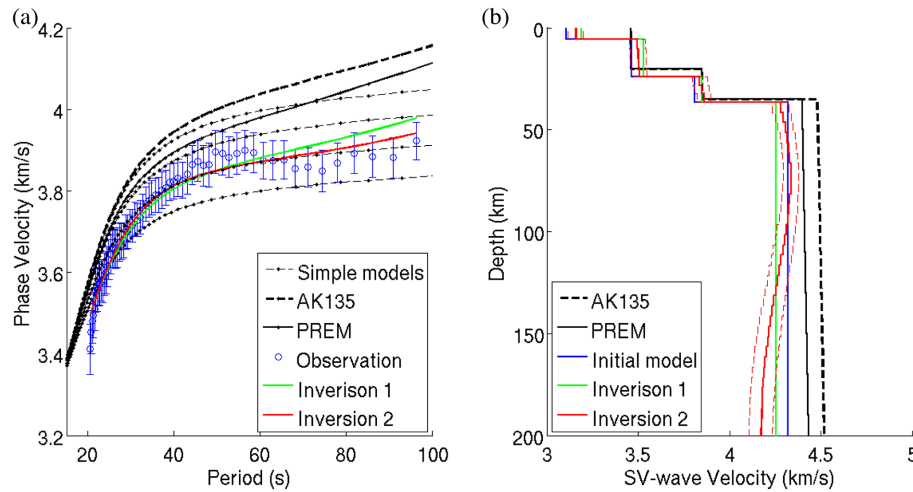 (a)
4.2
4
3.8
3.6
3.4
3.2
Phase Velocity (km/s)
20
40
60
80
100
Period (s)
Simple models
AK135
PREM
Observation
Inverison 1
Inversion 2
(b)
0
50
100
150
200
Depth (km)
3
3.5
4
4.5
5
SV-wave Velocity (km/s)
AK135
PREM
Initial model
Inverison 1
Inversion 2